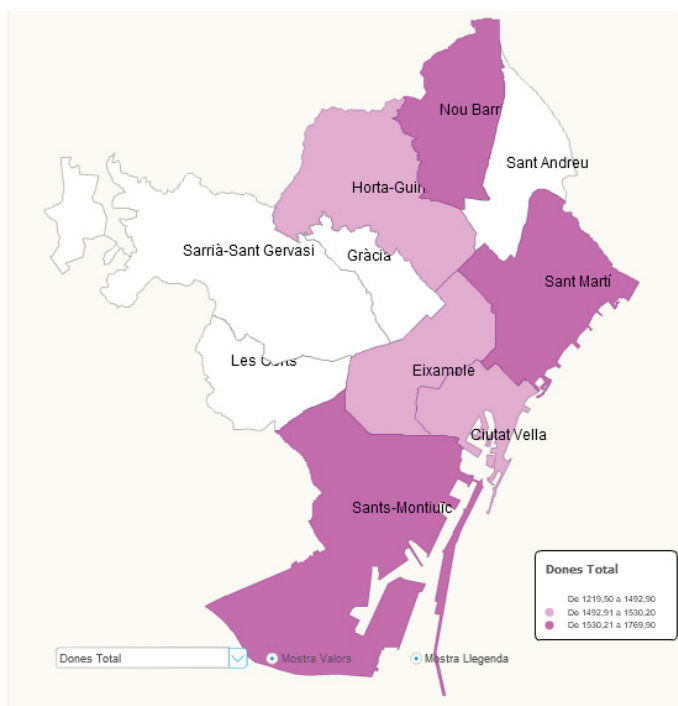 Nou Barri
Sant Andreu
Horta-Guin
Sarrià-Sant Gervasi
Gràcia
Sant Martí
Les Corts
Eixample
Ciutat Vella
Sants-Montjuïc
Dones Total
De 1219,50 a 1492,90
De 1492,91 a 1530,20
De 1530,21 a 1769,90
Dones Total
Mostra Valors
Mostra Llegenda